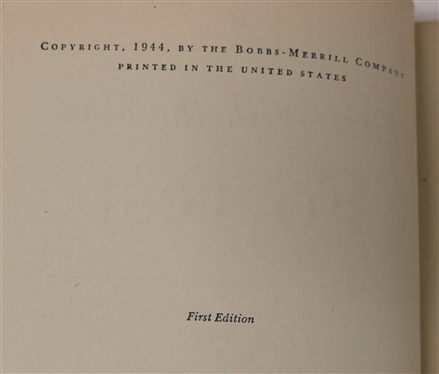 Copyright, 1944, by the Bobbs-Merrill Company
printed in the united states
First Edition